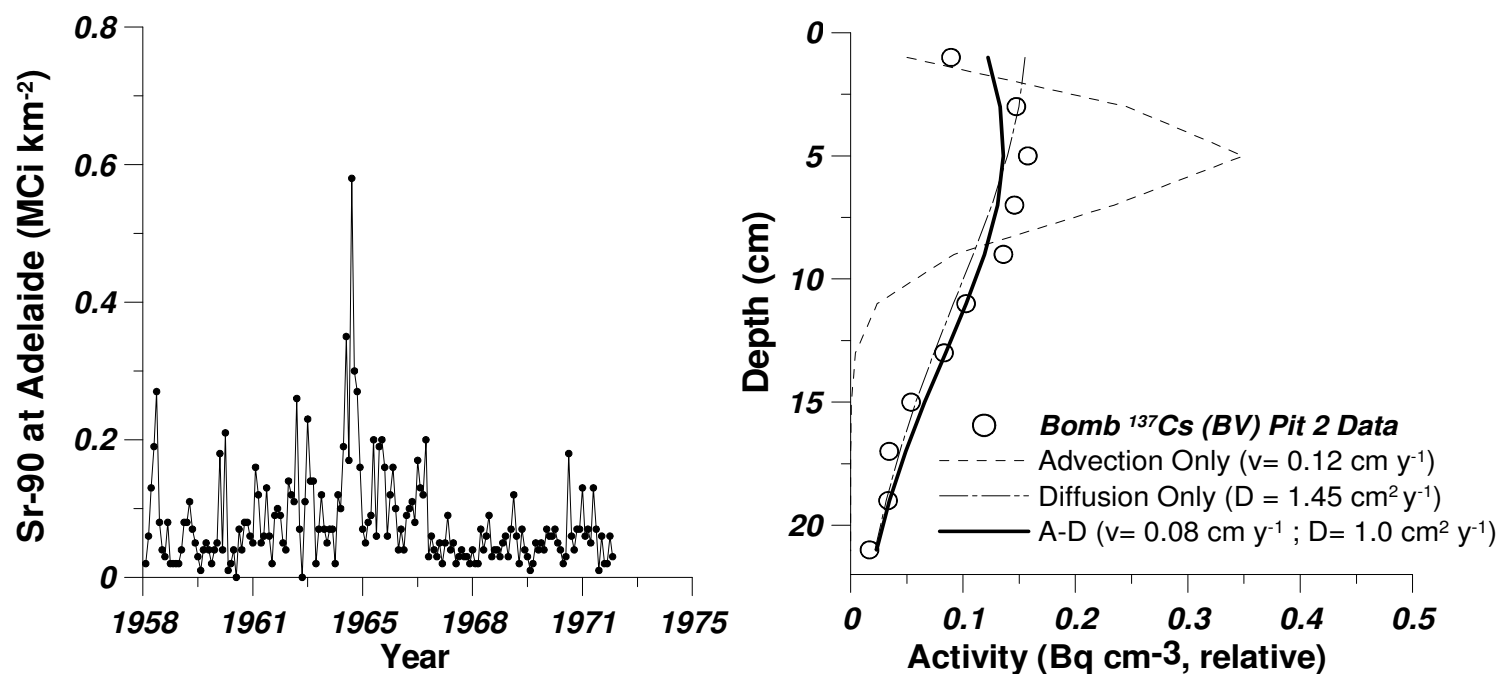 Sr-90 at Adelaide (MCi km-2)
0.8
0.6
0.4
0.2
0
1958 1961 1965 1968 1971 1975
Year
Depth (cm)
0
5
10
15
20
Bomb 137Cs (BV) Pit 2 Data
Advection Only (v= 0.12 cm y-1)
Diffusion Only (D = 1.45 cm2 y-1)
A-D (v= 0.08 cm y-1 ; D= 1.0 cm2 y-1)
0 0.1 0.2 0.3 0.4 0.5
Activity (Bq cm-3, relative)